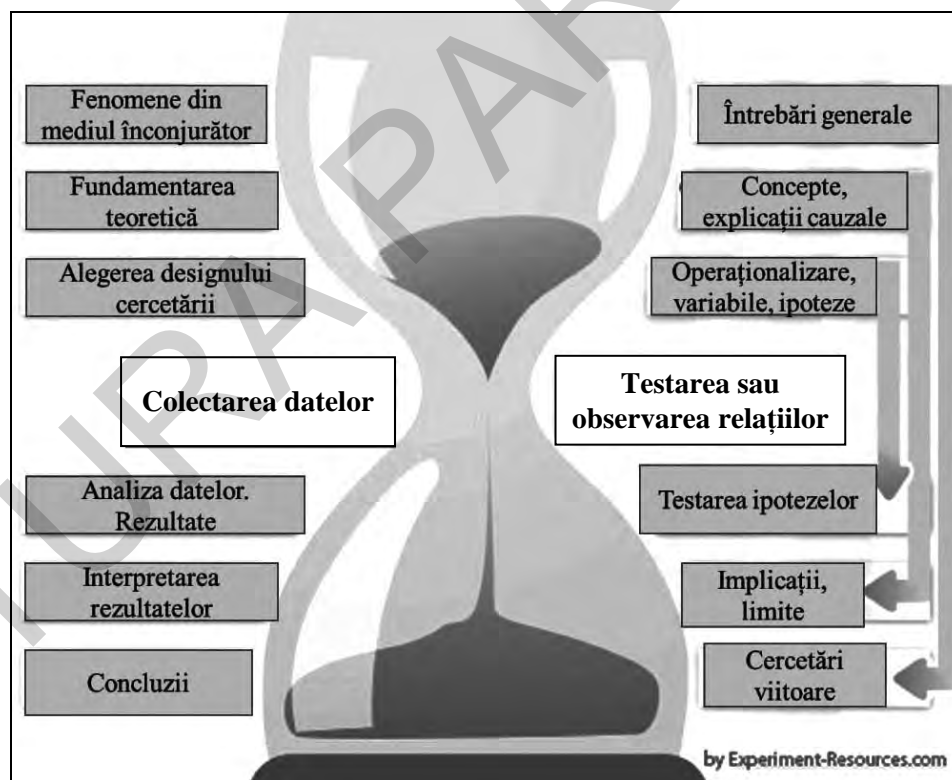 Fenomene din
mediul înconjurător
Întrebări generale
Fundamentarea
teoretică
Concepte,
explicații cauzale
Alegerea designului
cercetării
Operaționalizare,
variabile, ipoteze
Colectarea datelor
Testarea sau
observarea relațiilor
Analiza datelor.
Rezultate
Testarea ipotezelor
Interpretarea
rezultatelor
Implicații,
limite
Concluzii
Cercetări
viitoare
by Experiment-Resources.com